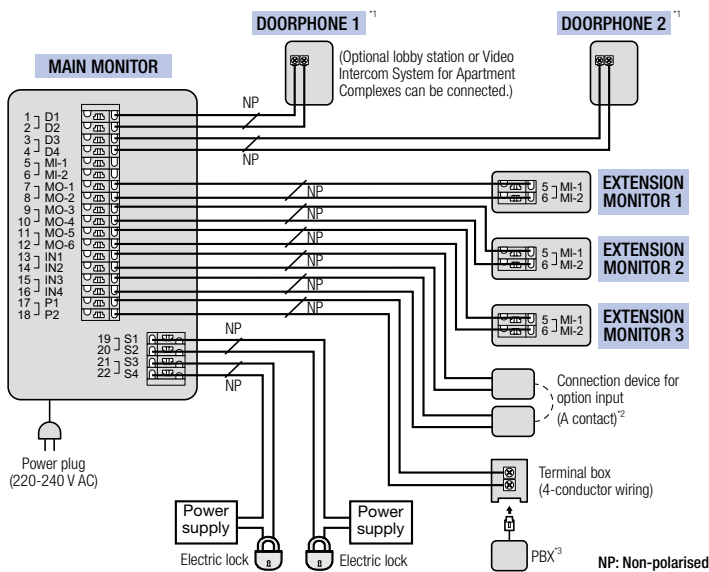 DOORPHONE 1 *1
DOORPHONE 2 *1
MAIN MONITOR
(Optional lobby station or Video
Intercom System for Apartment
Complexes can be connected.)
NP
NP
1 D1
2 D2
3 D3
4 D4
5 MI-1
6 MI-2
7 MO-1
8 MO-2
9 MO-3
10 MO-4
11 MO-5
12 MO-6
13 IN1
14 IN2
15 IN3
16 IN4
17 P1
18 P2
19 S1
20 S2
21 S3
22 S4
NP
NP
NP
NP
NP
NP
NP
NP
5 MI-1
6 MI-2
EXTENSION
MONITOR 1
5 MI-1
6 MI-2
EXTENSION
MONITOR 2
5 MI-1
6 MI-2
EXTENSION
MONITOR 3
Connection device for
option input
(A contact)*2
Power plug
(220-240 V AC)
Terminal box
(4-conductor wiring)
Power
supply
Power
supply
Electric lock
Electric lock
PBX*3
NP: Non-polarised